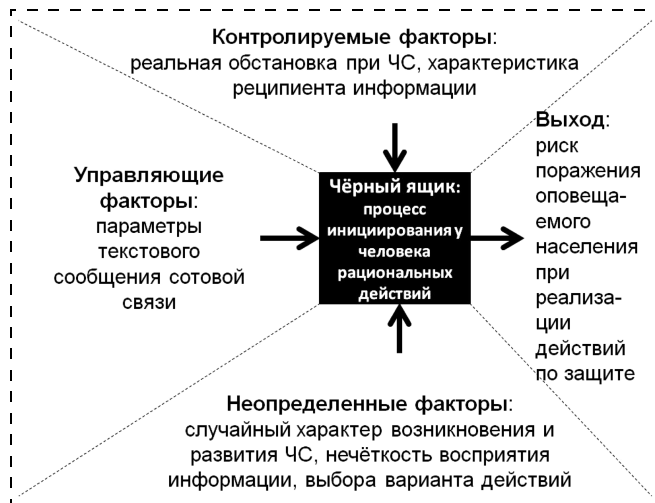 Контролируемые факторы:
реальная обстановка при ЧС, характеристика
реципиента информации
Управляющие
факторы:
параметры
текстового
сообщения сотовой
связи
Чёрный ящик:
процесс
инициирования у
человека
рациональных
действий
Выход:
риск
поражения
оповеща-
емого
населения
при
реализа-
ции
действий
по защите
Неопределенные факторы:
случайный характер возникновения и
развития ЧС, нечёткость восприятия
информации, выбора варианта действий